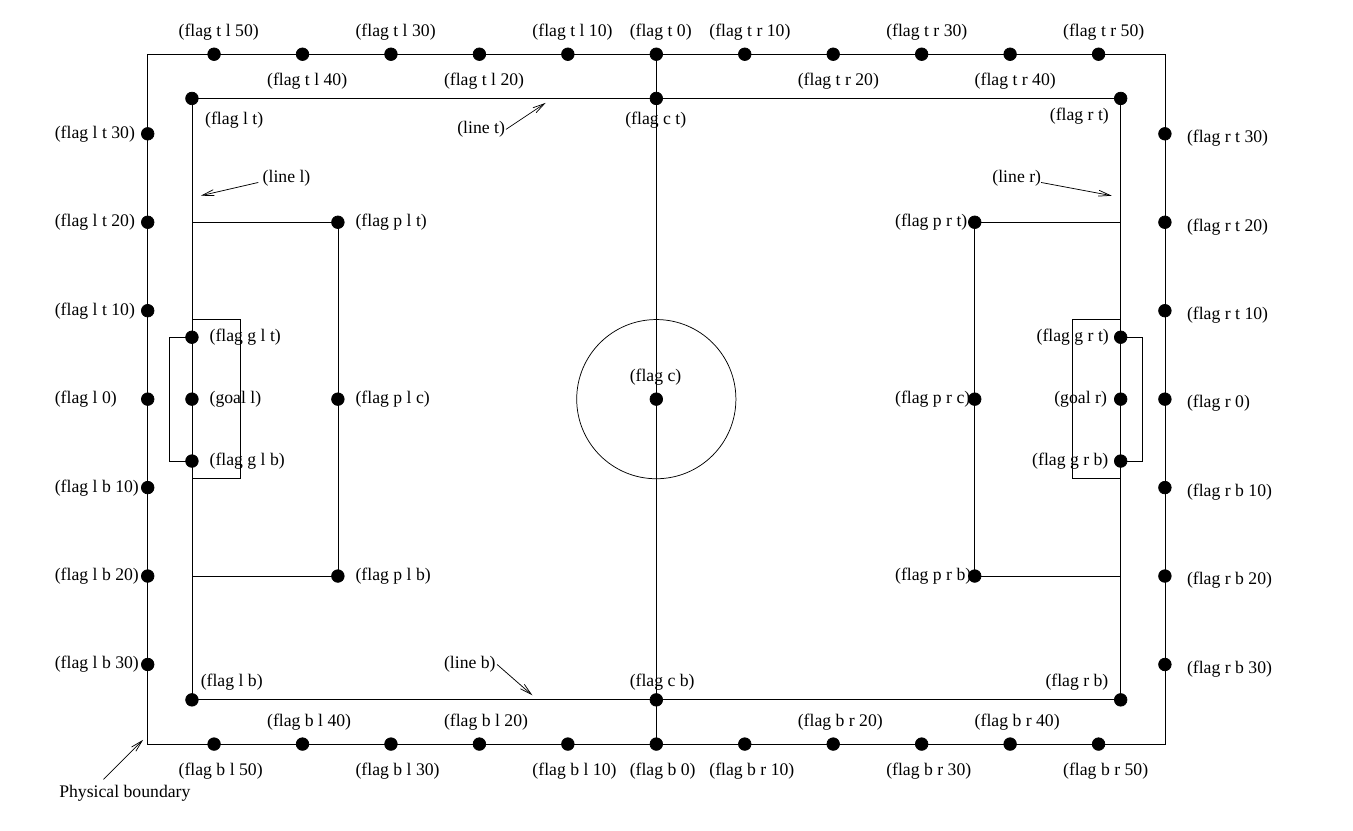 (flag t l 50) (flag t l 30) (flag t l 10) (flag t 0) (flag t r 10) (flag t r 30) (flag t r 50)
(flag t l 40) (flag t l 20) (flag t r 20) (flag t r 40)
(flag l t) (line t) (flag c t) (flag r t)
(flag l t 30) (flag r t 30)
(line l) (line r)
(flag l t 20) (flag p l t) (flag p r t) (flag r t 20)
(flag l t 10) (flag r t 10)
(flag g l t) (flag g r t)
(flag c)
(flag l 0) (goal l) (flag p l c) (flag p r c) (goal r) (flag r 0)
(flag g l b) (flag g r b)
(flag l b 10) (flag r b 10)
(flag l b 20) (flag p l b) (flag p r b) (flag r b 20)
(flag l b 30) (line b) (flag r b 30)
(flag l b) (flag c b) (flag r b)
(flag b l 40) (flag b l 20) (flag b r 20) (flag b r 40)
(flag b l 50) (flag b l 30) (flag b l 10) (flag b 0) (flag b r 10) (flag b r 30) (flag b r 50)
Physical boundary